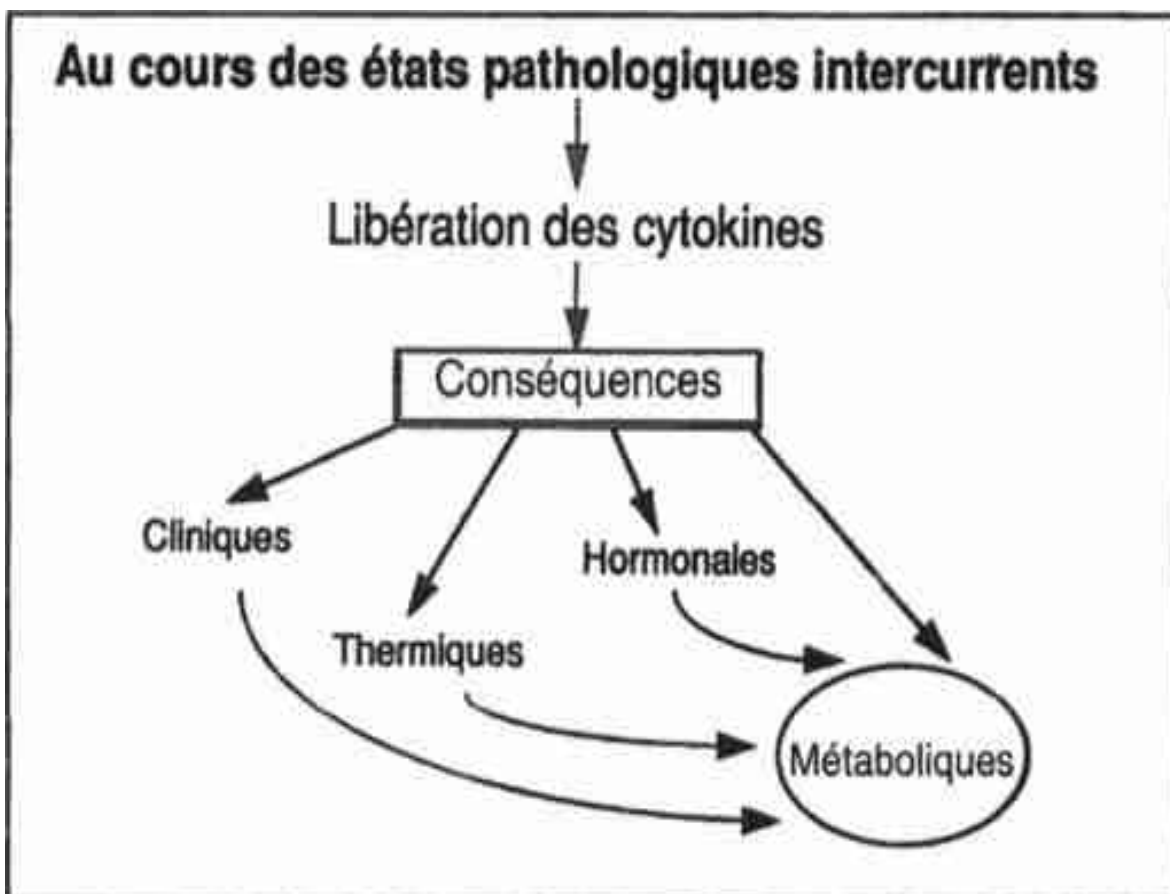 Au cours des états pathologiques intercurrents
Libération des cytokines
Conséquences
Cliniques
Hormonales
Thermiques
Métaboliques